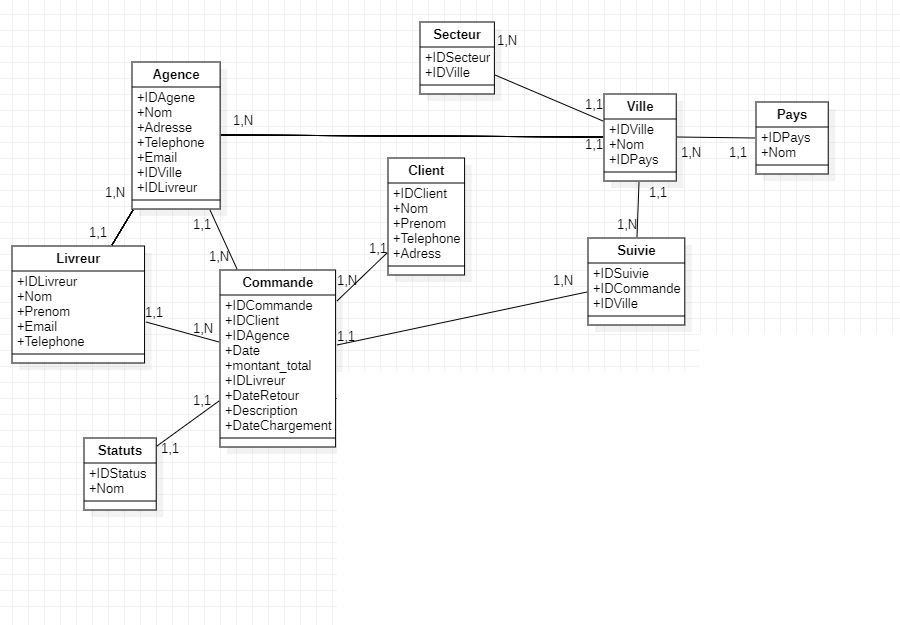 Secteur
+IDSecteur
+IDVille
1,N
1,1
Agence
+IDAgene
+Nom
+Adresse
+Telephone
+Email
+IDVille
+IDLivreur
1,N
1,1
Ville
+IDVille
+Nom
+IDPays
1,N
1,1
Pays
+IDPays
+Nom
Client
+IDClient
+Nom
+Prenom
+Telephone
+Adress
1,1
1,N
1,N
1,1
1,1
1,N
Livreur
+IDLivreur
+Nom
+Prenom
+Email
+Telephone
1,1
1,N
Commande
+IDCommande
+IDClient
+IDAgence
+Date
+montant_total
+IDLivreur
+DateRetour
+Description
+DateChargement
1,1
1,N
1,N
1,1
Suivie
+IDSuivie
+IDCommande
+IDVille
1,1
1,1
Statuts
+IDStatus
+Nom